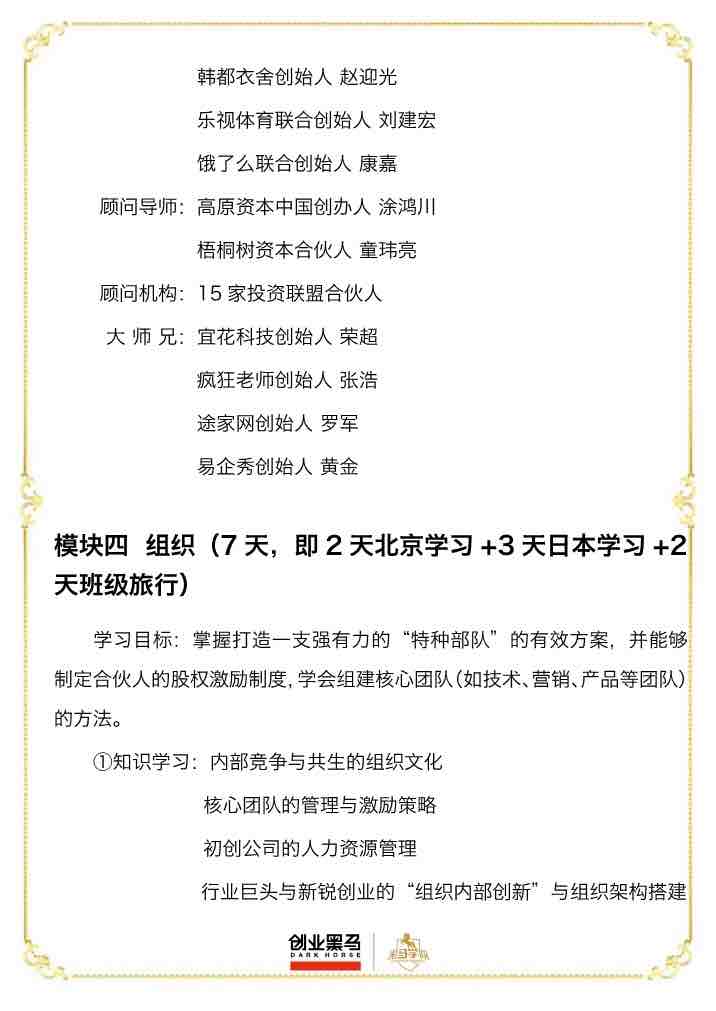 韩都衣舍创始人 赵迎光
乐视体育联合创始人 刘建宏
饿了么联合创始人 康嘉
顾问导师：高原资本中国创办人 涂鸿川
梧桐树资本合伙人 童玮亮
顾问机构：15 家投资联盟合伙人
大 师 兄：宜花科技创始人 荣超
疯狂老师创始人 张浩
途家网创始人 罗军
易企秀创始人 黄金
模块四 组织（7 天，即 2 天北京学习 +3 天日本学习 +2
天班级旅行）
学习目标：掌握打造一支强有力的“特种部队”的有效方案，并能够
制定合伙人的股权激励制度，学会组建核心团队（如技术、营销、产品等团队）
的方法。
①知识学习：内部竞争与共生的组织文化
核心团队的管理与激励策略
初创公司的人力资源管理
行业巨头与新锐创业的“组织内部创新”与组织架构搭建
创业黑马
DARK HORSE
黑马学院